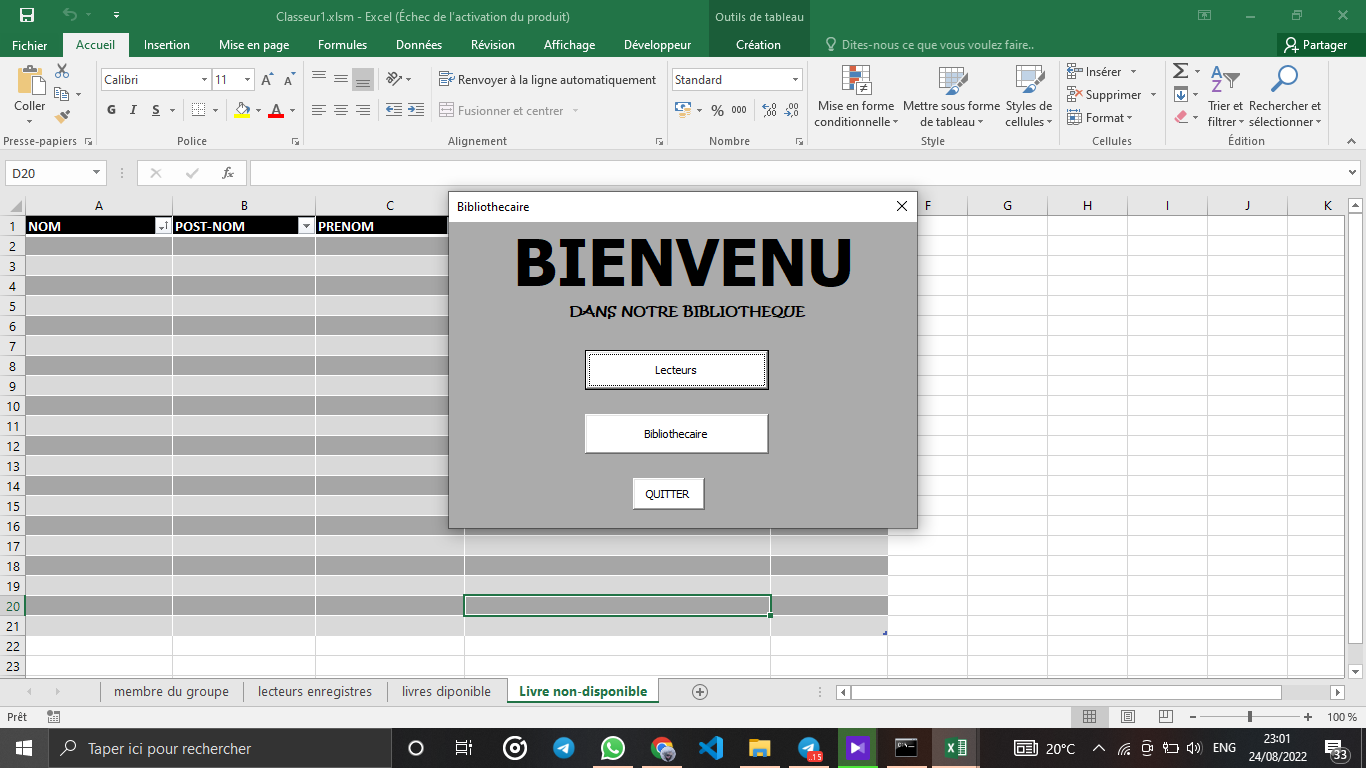 Classeur1.xlsm - Excel (Échec de l'activation du produit)
Outils de tableau
Fichier
Accueil
Insertion
Mise en page
Formules
Données
Révision
Affichage
Développeur
Création
Dites-nous ce que vous voulez faire..
Partager
Coller
Presse-papiers
Calibri
11
G I S
Police
Renvoyer à la ligne automatiquement
Fusionner et centrer
Alignement
Standard
% 000
Nombre
Mise en forme
conditionnelle
Mettre sous forme
de tableau
Styles de
cellules
Style
Insérer
Supprimer
Format
Cellules
Trier et
filtrer
Rechercher et
sélectionner
Édition
D20
fx
A B C F G H I J K
1 NOM POST-NOM PRENOM
2
3
4
5
6
7
8
9
10
11
12
13
14
15
16
17
18
19
20
21
22
23
Bibliothecaire
BIENVENU
DANS NOTRE BIBLIOTHEQUE
Lecteurs
Bibliothecaire
QUITTER
membre du groupe
lecteurs enregistres
livres diponible
Livre non-disponible
Prêt
100 %
Taper ici pour rechercher
..15
20°C
ENG
23:01
24/08/2022
33